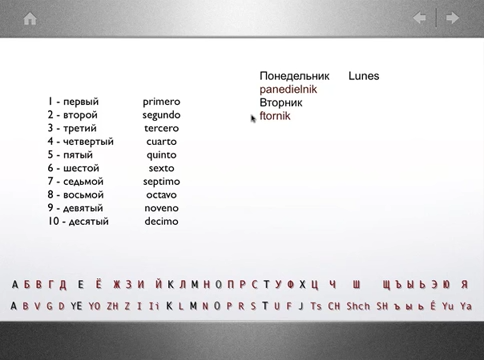 Понедельник Lunes
panedielnik
Вторник
ftornik
1 - первый primero
2 - второй segundo
3 - третий tercero
4 - четвертый cuarto
5 - пятый quinto
6 - шестой sexto
7 - седьмой septimo
8 - восьмой octavo
9 - девятый noveno
10 - десятый decimo
А Б В Г Д Е Ё Ж З И Й К Л М Н О П Р С Т У Ф Х Ц Ч Ш Щ Ъ Ы Ь Э Ю Я
A B V G D YE YO ZH Z I Ii K L M N O P R S T U F J Ts CH Shch SH ъ ы ь É Yu Ya